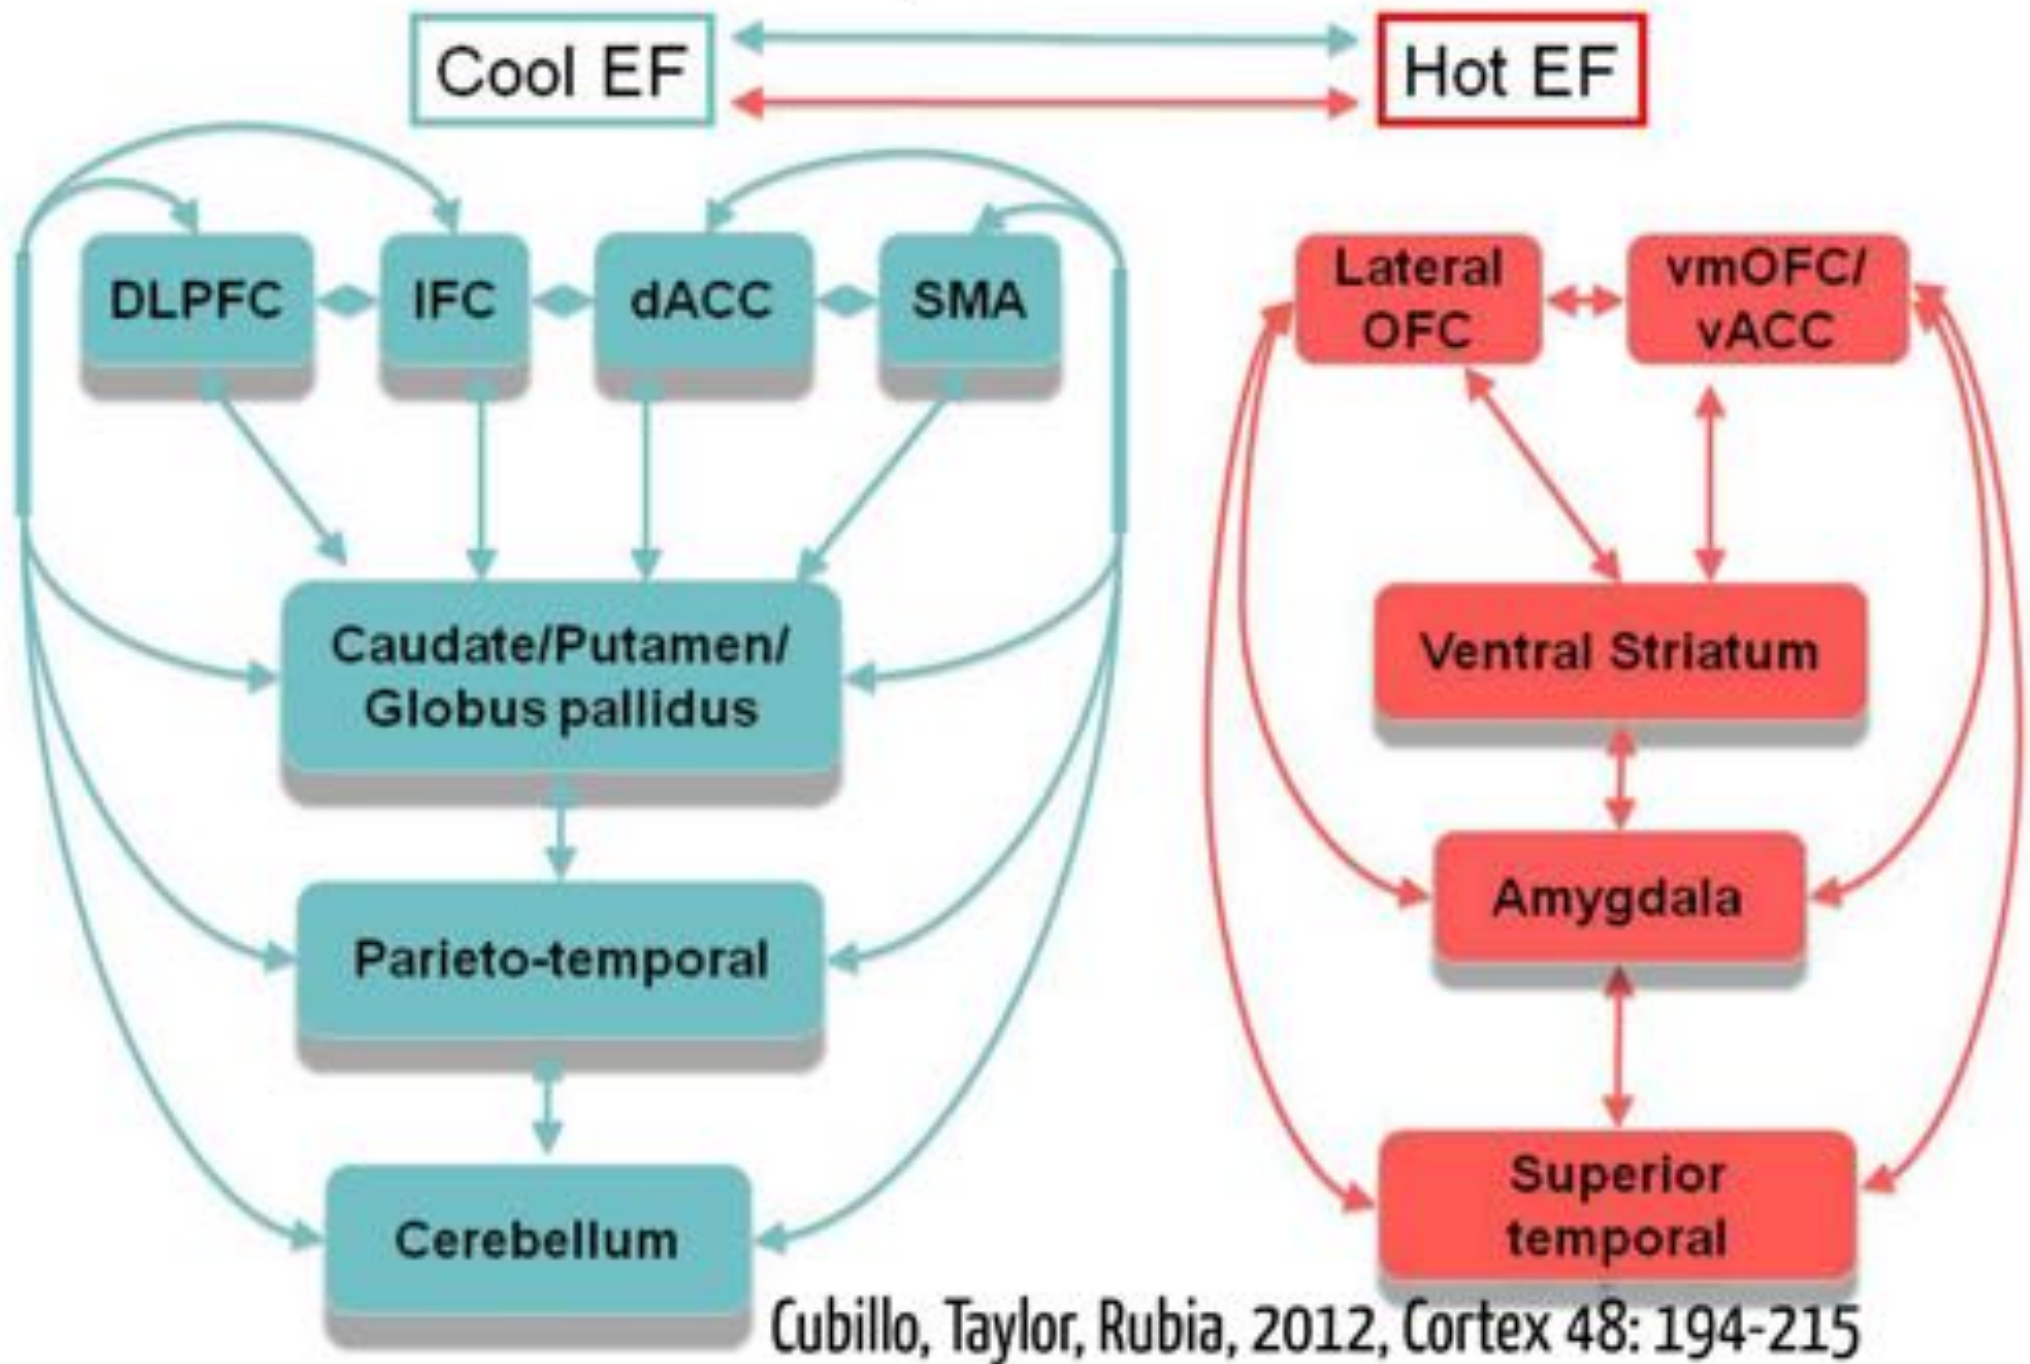 Cool EF
Hot EF
DLPFC
IFC
dACC
SMA
Lateral
OFC
vmOFC/
vACC
Caudate/Putamen/
Globus pallidus
Ventral Striatum
Parieto-temporal
Amygdala
Cerebellum
Superior
temporal
Cubillo, Taylor, Rubia, 2012, Cortex 48: 194-215